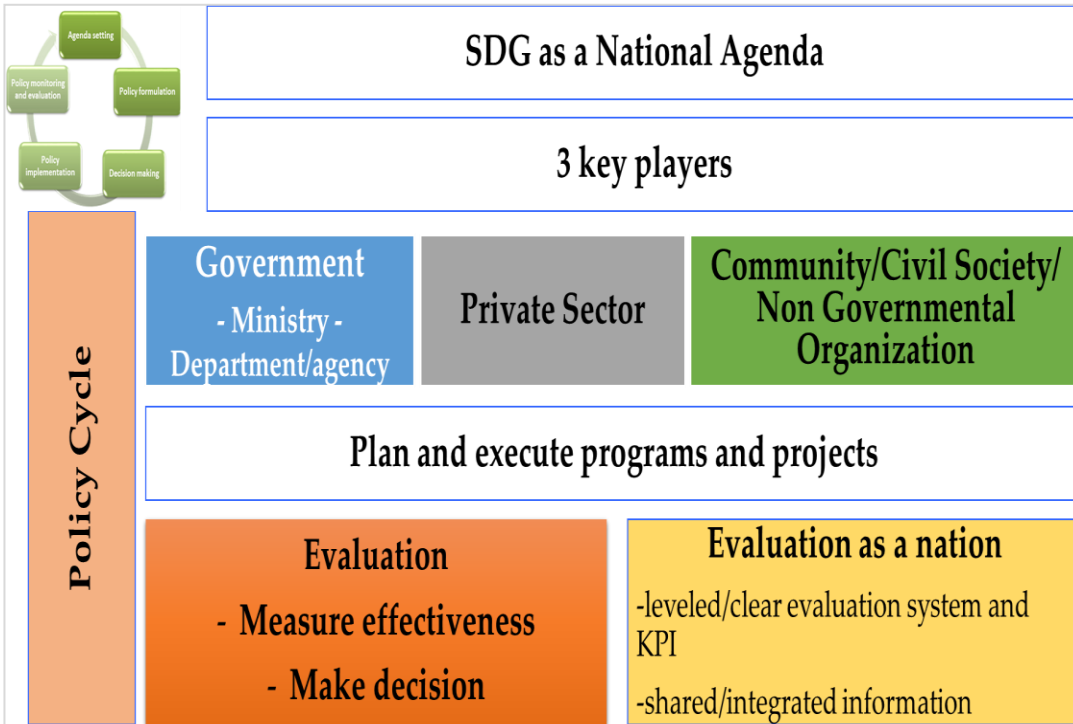 Agenda setting
Policy monitoring
and evaluation
Policy formulation
Policy
implementation
Decision making
SDG as a National Agenda
3 key players
Policy Cycle
Government
- Ministry -
Department/agency
Private Sector
Community/Civil Society/
Non Governmental
Organization
Plan and execute programs and projects
Evaluation
- Measure effectiveness
- Make decision
Evaluation as a nation
-leveled/clear evaluation system and
KPI
-shared/integrated information